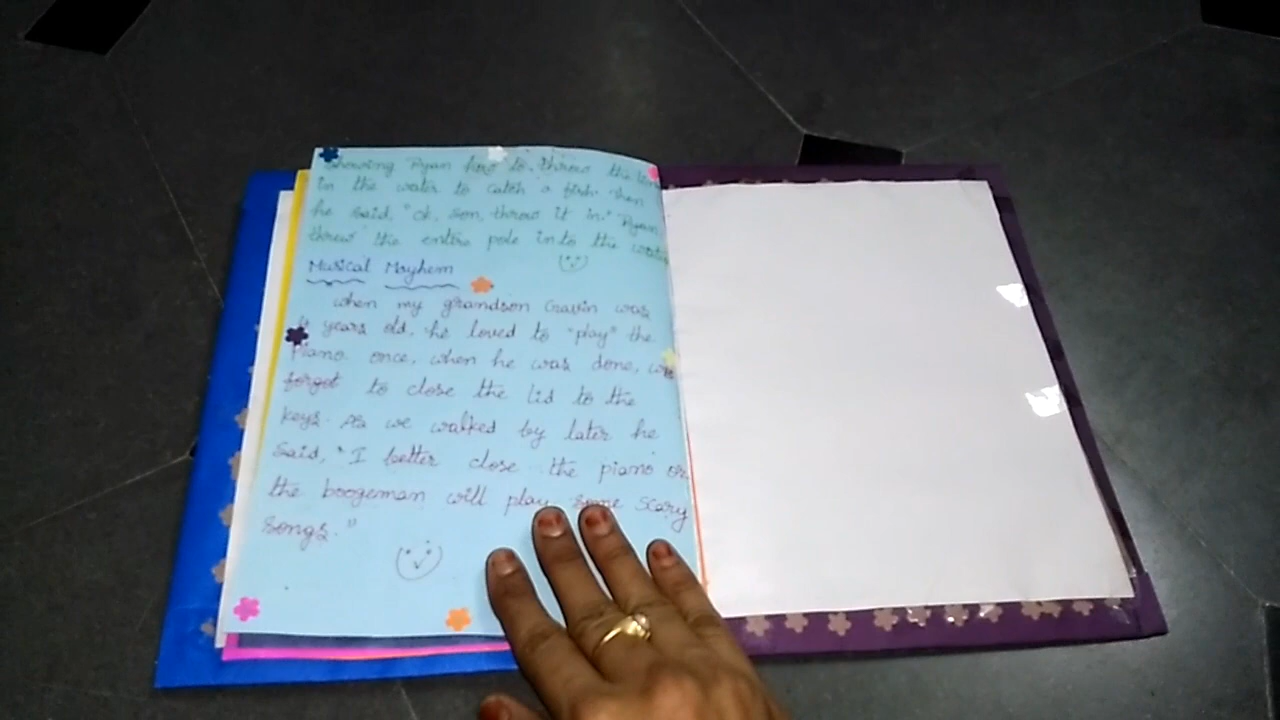 Showing Ryan how to throw the line
in the water to catch a fish. Then
he said, "Ok, son, throw it in." Ryan
threw the entire pole into the water
Musical Mayhem
When my grandson Gavin was
4 years old, he loved to "play" the
Piano once, when he was done, we
forgot to close the lid to the
keys. As we walked by later he
Said, "I better close the piano or
the boogeman will play some scary
songs."